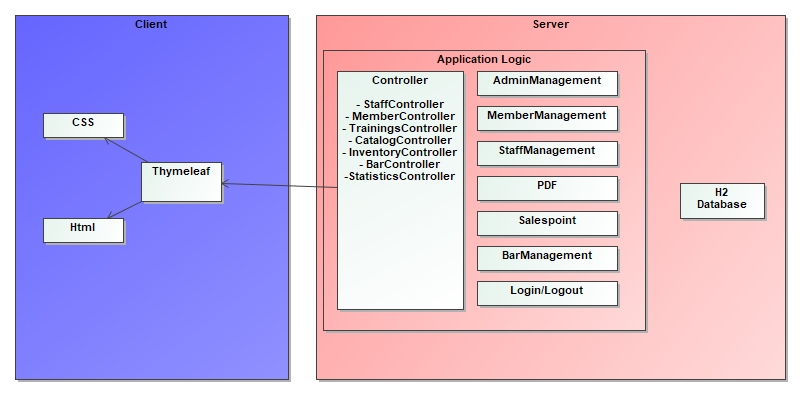 Client
CSS
Thymeleaf
Html
Server
Application Logic
Controller
- StaffController
- MemberController
- TrainingsController
- CatalogController
- InventoryController
- BarController
-StatisticsController
AdminManagement
MemberManagement
StaffManagement
PDF
Salespoint
BarManagement
Login/Logout
H2
Database